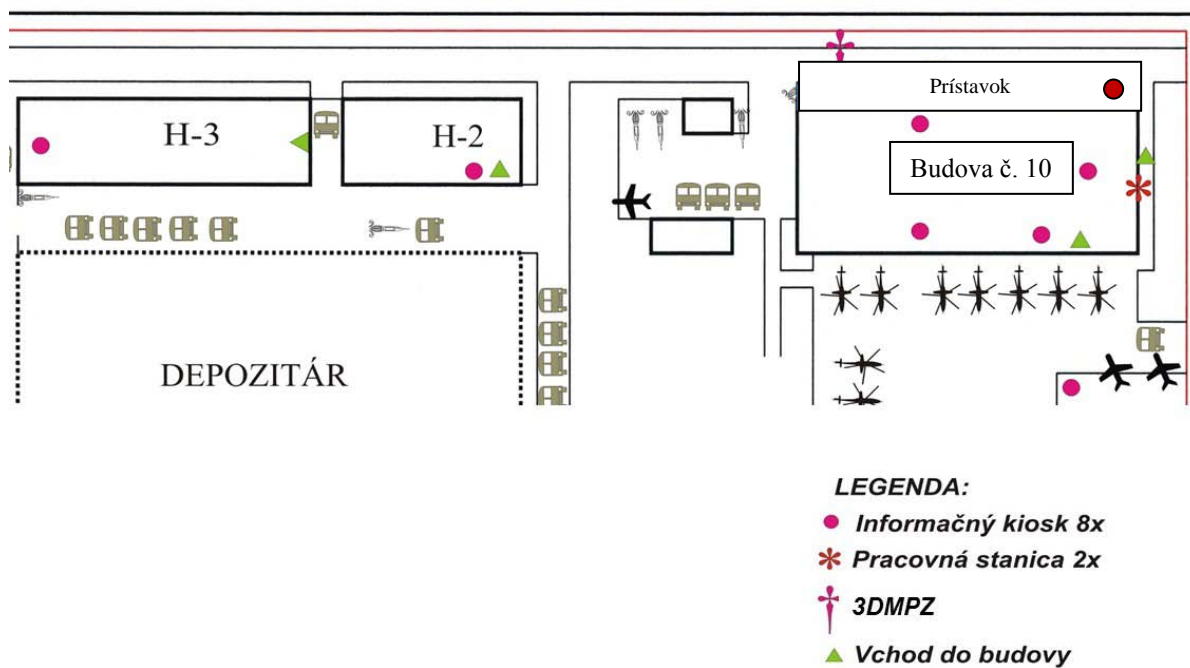 Prístavok
H-3
H-2
Budova č. 10
DEPOZITÁR
LEGENDA:
Informačný kiosk 8x
Pracovná stanica 2x
3DMPZ
Vchod do budovy